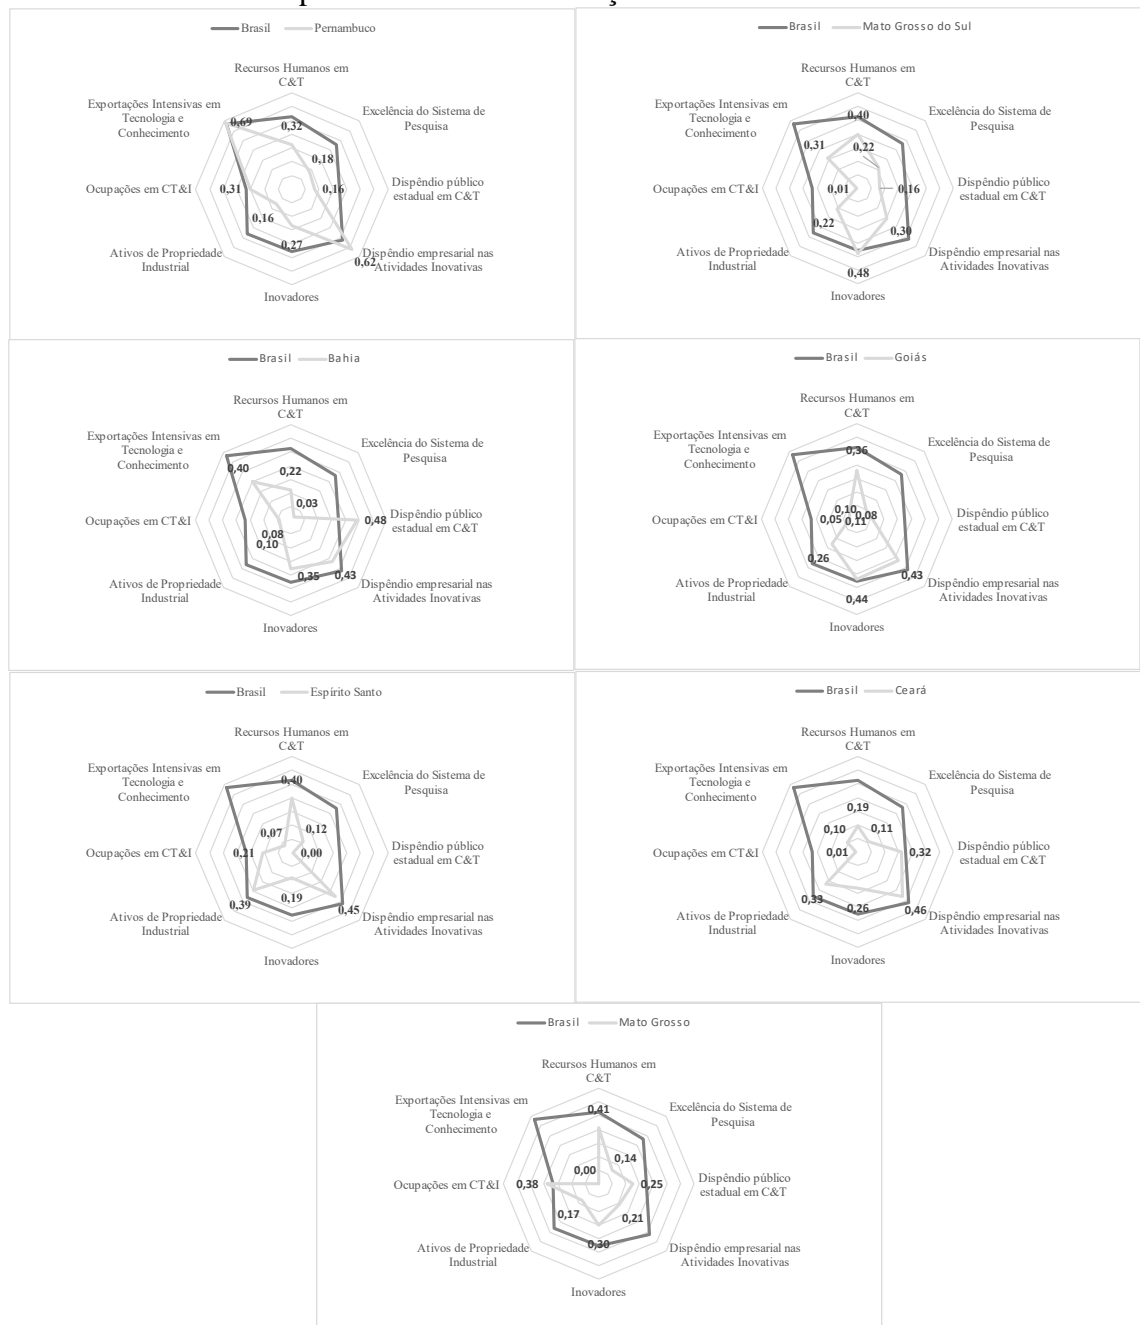 Brasil Pernambuco
Recursos Humanos em
C&T
Excelência do Sistema de
Pesquisa
Dispêndio público
estadual em C&T
Dispêndio empresarial nas
Atividades Inovativas
Inovadores
Ativos de Propriedade
Industrial
Ocupações em CT&I
Exportações Intensivas em
Tecnologia e
Conhecimento
0,32
0,18
0,16
0,62
0,27
0,16
0,31
0,69
Brasil Mato Grosso do Sul
Recursos Humanos em
C&T
Excelência do Sistema de
Pesquisa
Dispêndio público
estadual em C&T
Dispêndio empresarial nas
Atividades Inovativas
Inovadores
Ativos de Propriedade
Industrial
Ocupações em CT&I
Exportações Intensivas em
Tecnologia e
Conhecimento
0,40
0,22
0,16
0,30
0,48
0,22
0,01
0,31
Brasil Bahia
Recursos Humanos em
C&T
Excelência do Sistema de
Pesquisa
Dispêndio público
estadual em C&T
Dispêndio empresarial nas
Atividades Inovativas
Inovadores
Ativos de Propriedade
Industrial
Ocupações em CT&I
Exportações Intensivas em
Tecnologia e
Conhecimento
0,22
0,03
0,48
0,43
0,35
0,10
0,08
0,40
Brasil Goiás
Recursos Humanos em
C&T
Excelência do Sistema de
Pesquisa
Dispêndio público
estadual em C&T
Dispêndio empresarial nas
Atividades Inovativas
Inovadores
Ativos de Propriedade
Industrial
Ocupações em CT&I
Exportações Intensivas em
Tecnologia e
Conhecimento
0,36
0,10
0,08
0,05
0,11
0,43
0,44
0,26
Brasil Espírito Santo
Recursos Humanos em
C&T
Excelência do Sistema de
Pesquisa
Dispêndio público
estadual em C&T
Dispêndio empresarial nas
Atividades Inovativas
Inovadores
Ativos de Propriedade
Industrial
Ocupações em CT&I
Exportações Intensivas em
Tecnologia e
Conhecimento
0,40
0,12
0,00
0,45
0,19
0,39
0,21
0,07
Brasil Ceará
Recursos Humanos em
C&T
Excelência do Sistema de
Pesquisa
Dispêndio público
estadual em C&T
Dispêndio empresarial nas
Atividades Inovativas
Inovadores
Ativos de Propriedade
Industrial
Ocupações em CT&I
Exportações Intensivas em
Tecnologia e
Conhecimento
0,19
0,11
0,32
0,46
0,26
0,33
0,01
0,10
Brasil Mato Grosso
Recursos Humanos em
C&T
Excelência do Sistema de
Pesquisa
Dispêndio público
estadual em C&T
Dispêndio empresarial nas
Atividades Inovativas
Inovadores
Ativos de Propriedade
Industrial
Ocupações em CT&I
Exportações Intensivas em
Tecnologia e
Conhecimento
0,41
0,14
0,25
0,21
0,30
0,17
0,38
0,00